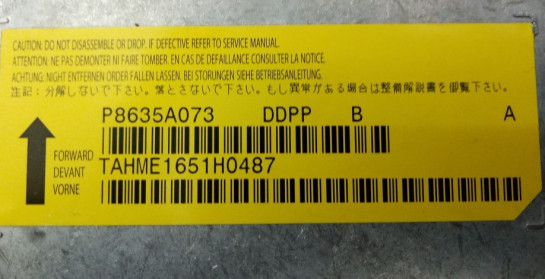 CAUTION: DO NOT DISASSEMBLE OR DROP. IF DEFECTIVE REFER TO SERVICE MANUAL.
ATTENTION: NE PAS DEMONTER NI FAIRE TOMBER. EN CAS DE DEFAILLANCE CONSULTER LA NOTICE.
ACHTUNG: NIGHT ENTFERNEN ORDER FALLEN LASSEN. BEI STORUNGEN SIEHE BETRIEBSANLEITUNG.
注記：分解しないで下さい。落とさないで下さい。もし異常がある場合は整備解説書を御覧下さい。
P8635A073 DDPP B A
FORWARD
DEVANT
VORNE
TAHME1651H0487